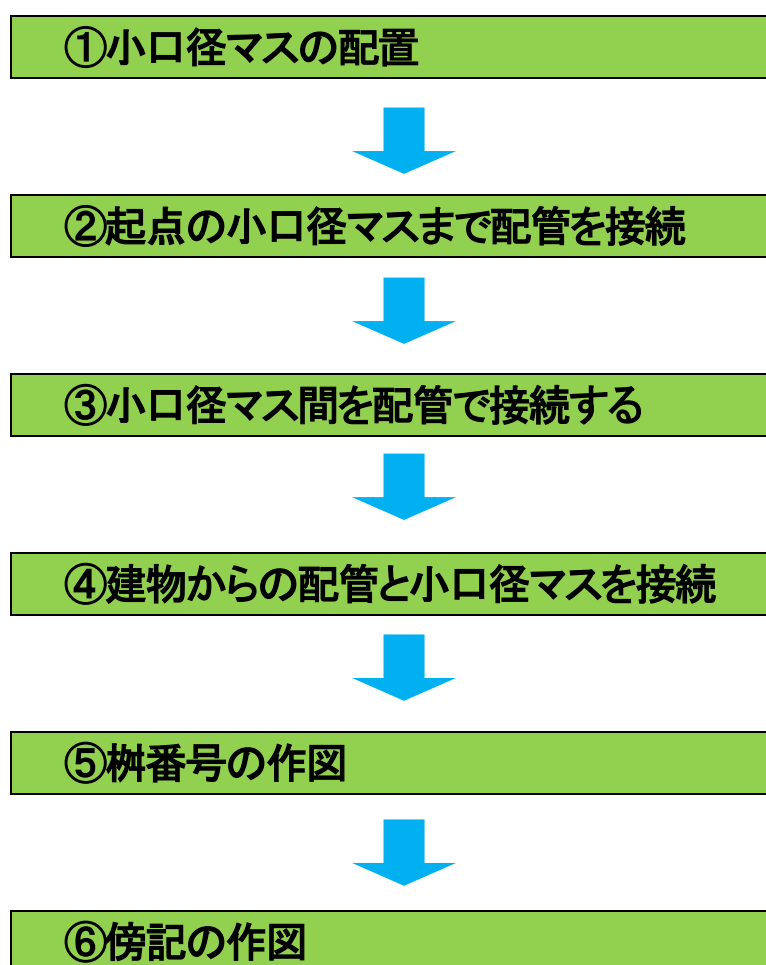 ①小口径マスの配置
②起点の小口径マスまで配管を接続
③小口径マス間を配管で接続する
④建物からの配管と小口径マスを接続
⑤桝番号の作図
⑥傍記の作図